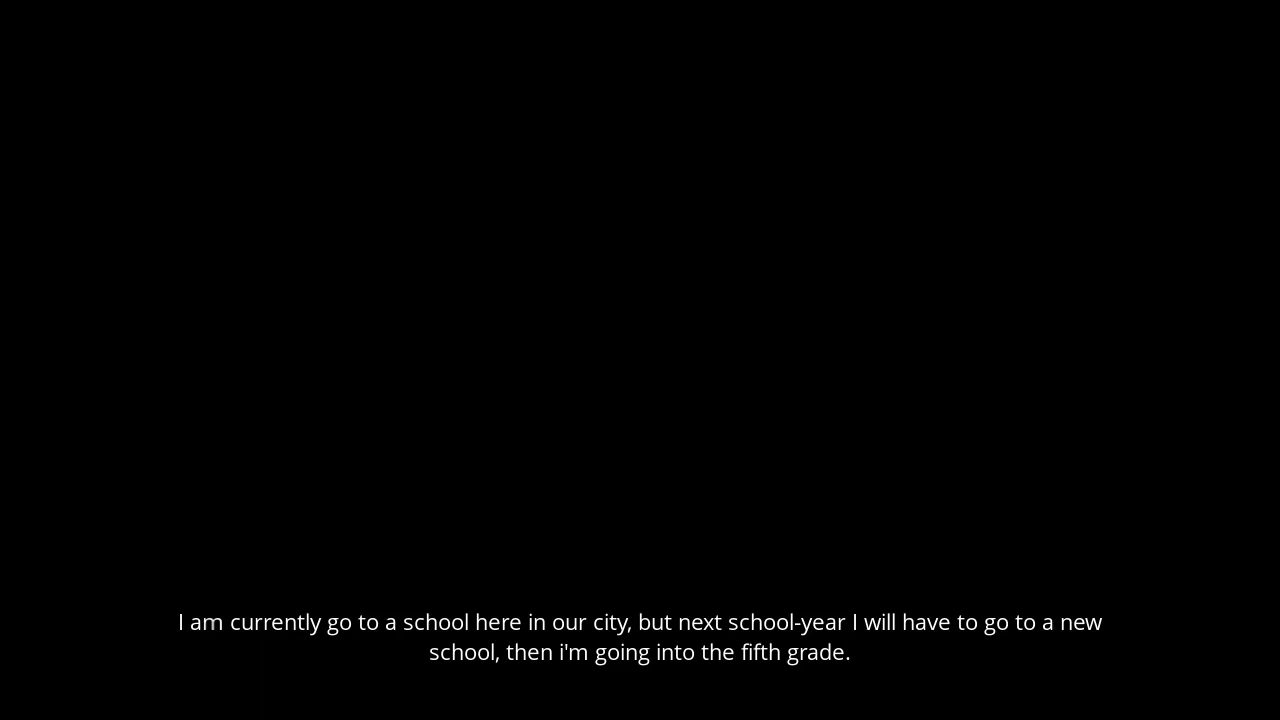 I am currently go to a school here in our city, but next school-year I will have to go to a new
school, then i'm going into the fifth grade.